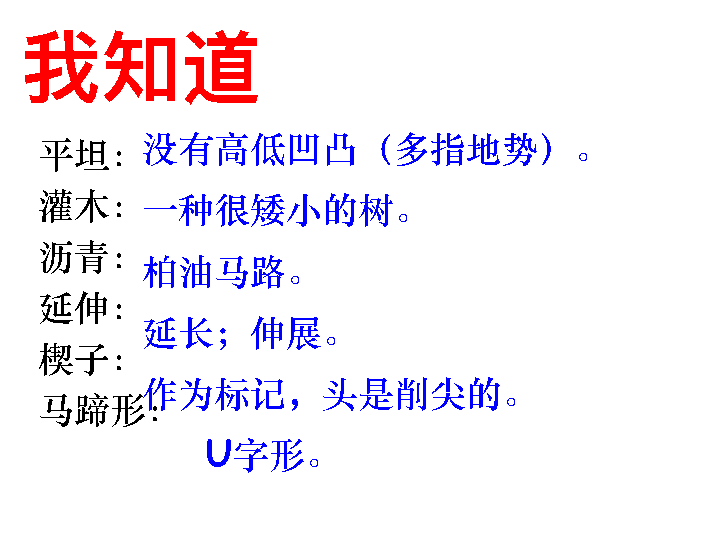 我知道
平坦：没有高低凹凸（多指地势）。
灌木：一种很矮小的树。
沥青：柏油马路。
延伸：延长；伸展。
楔子：作为标记，头是削尖的。
马蹄形：U字形。